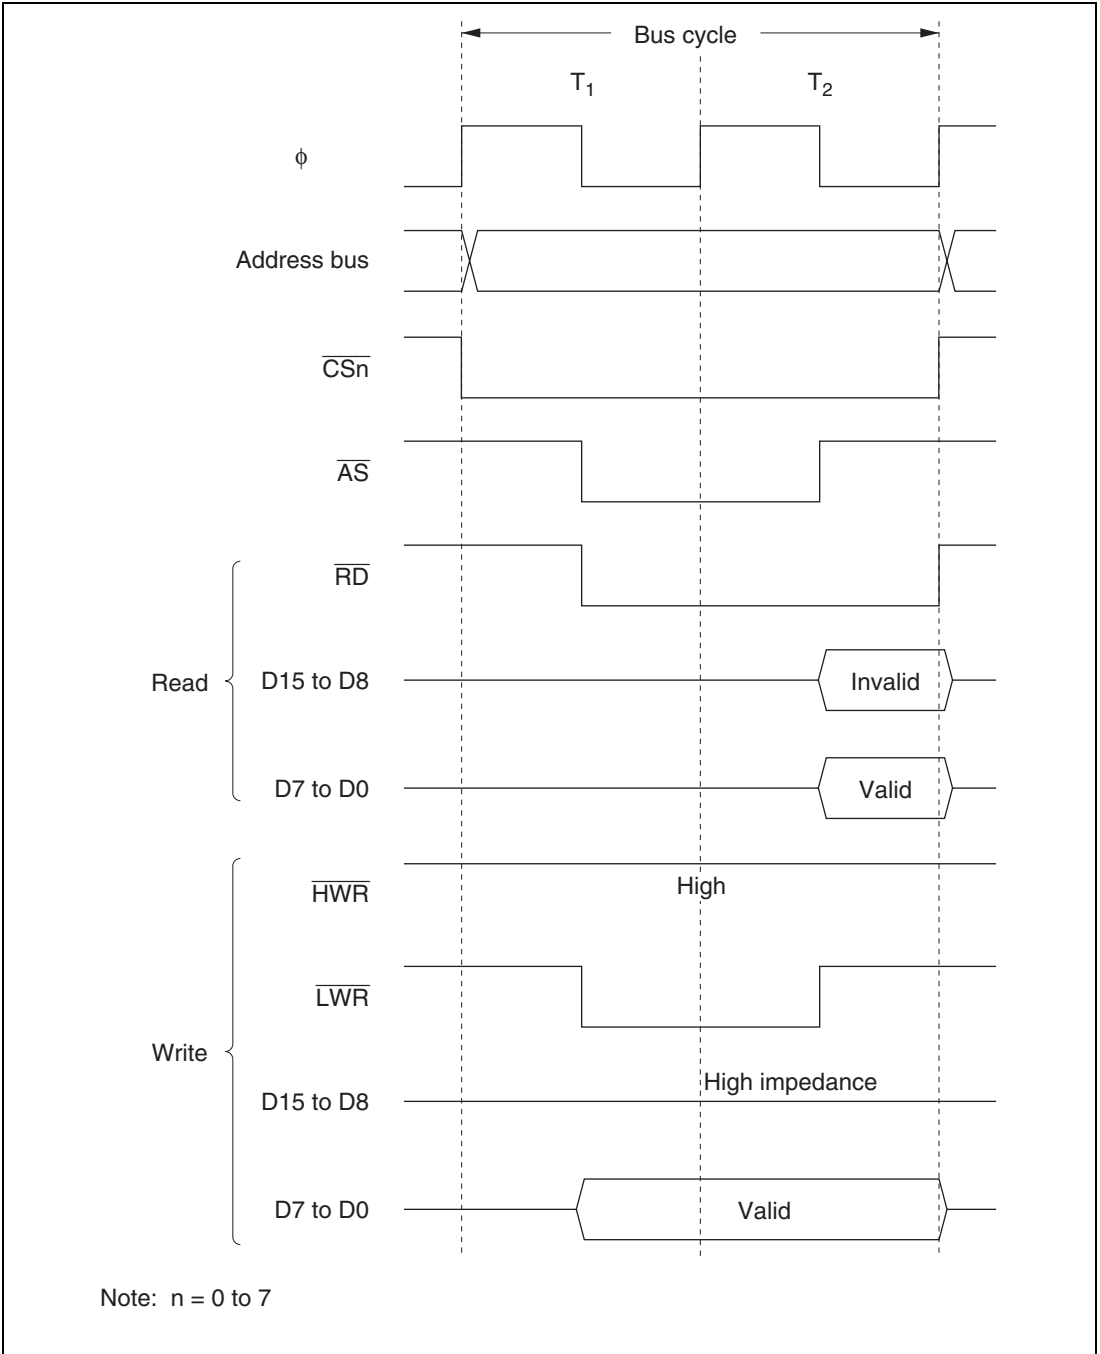 Bus cycle
T1 T2
ϕ
Address bus
CSn
AS
RD
Read D15 to D8 Invalid
D7 to D0 Valid
HWR High
LWR
Write
D15 to D8 High impedance
D7 to D0 Valid
Note: n = 0 to 7